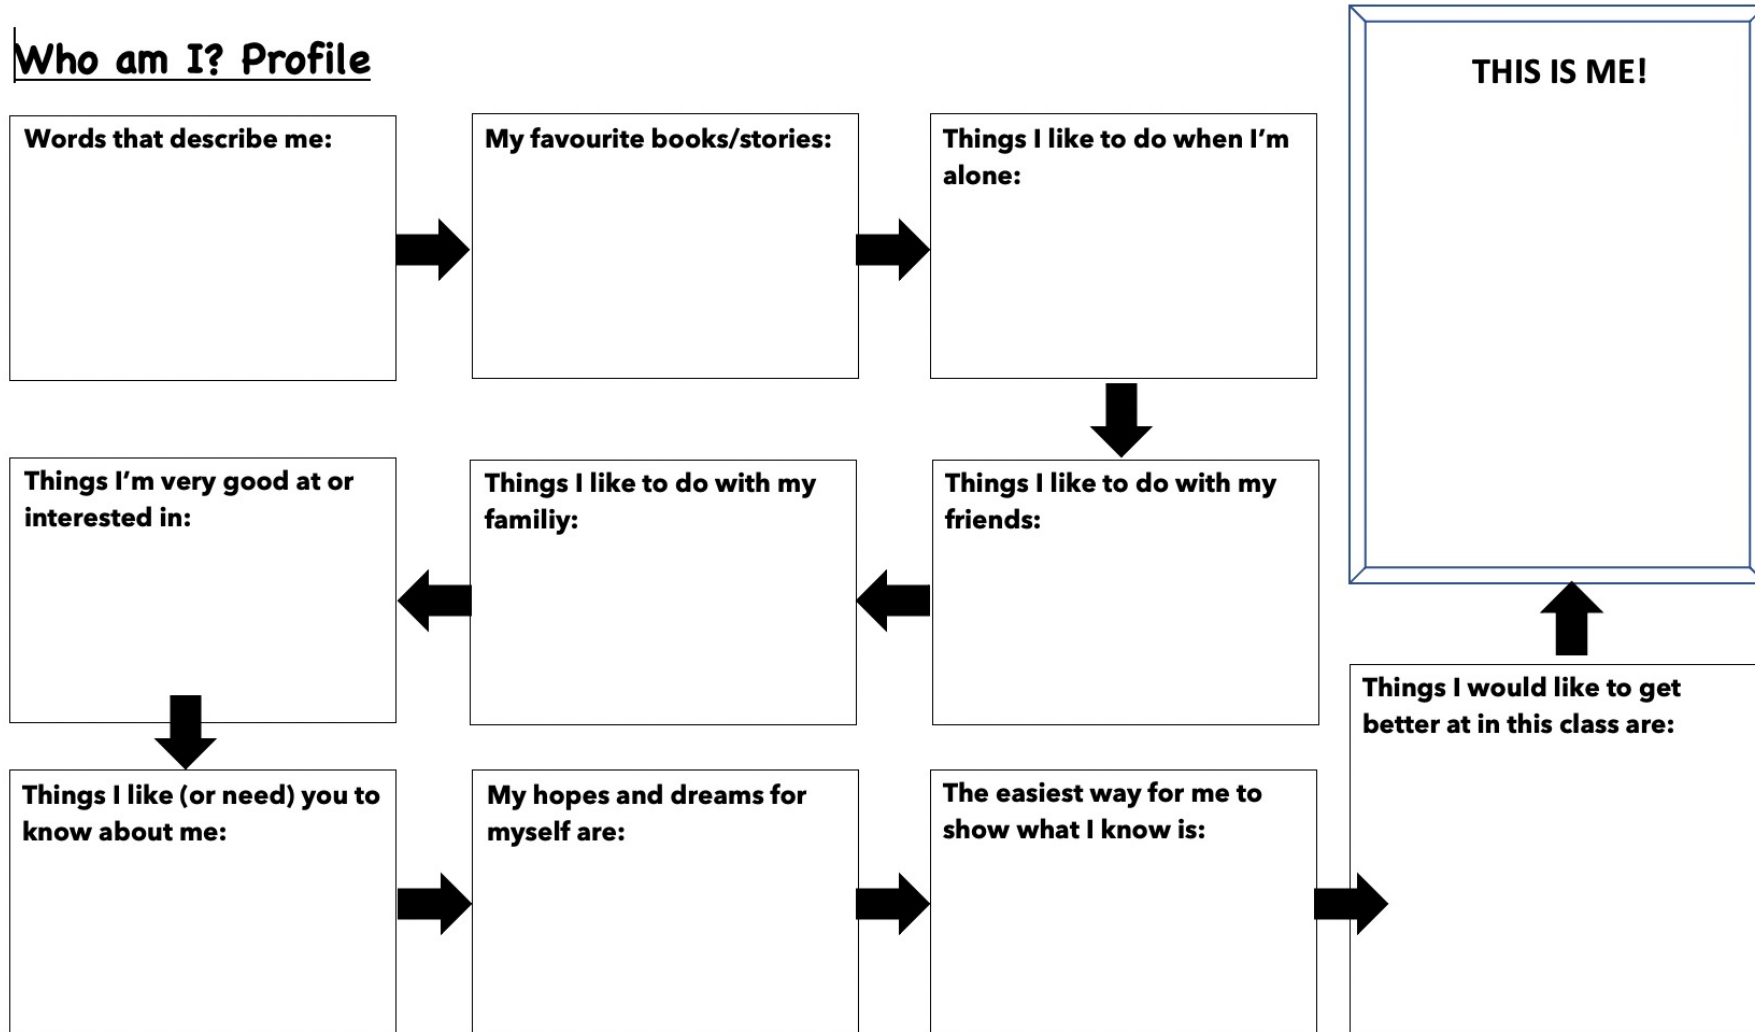 Who am I? Profile
THIS IS ME!
Words that describe me:
My favourite books/stories:
Things I like to do when I’m
alone:
Things I like to do with my
friends:
Things I like to do with my
familiy:
Things I’m very good at or
interested in:
Things I like (or need) you to
know about me:
My hopes and dreams for
myself are:
The easiest way for me to
show what I know is:
Things I would like to get
better at in this class are: